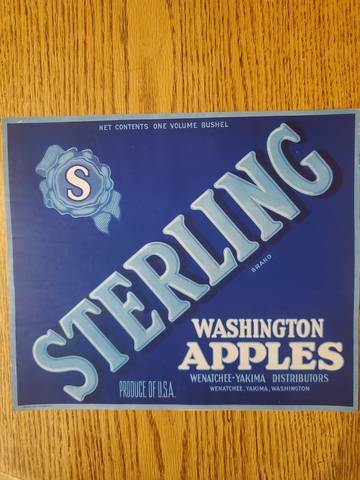 NET CONTENTS ONE VOLUME BUSHEL
S
STERLING
BRAND
WASHINGTON
APPLES
WENATCHEE-YAKIMA DISTRIBUTORS
WENATCHEE, YAKIMA, WASHINGTON
PRODUCE OF U.S.A.